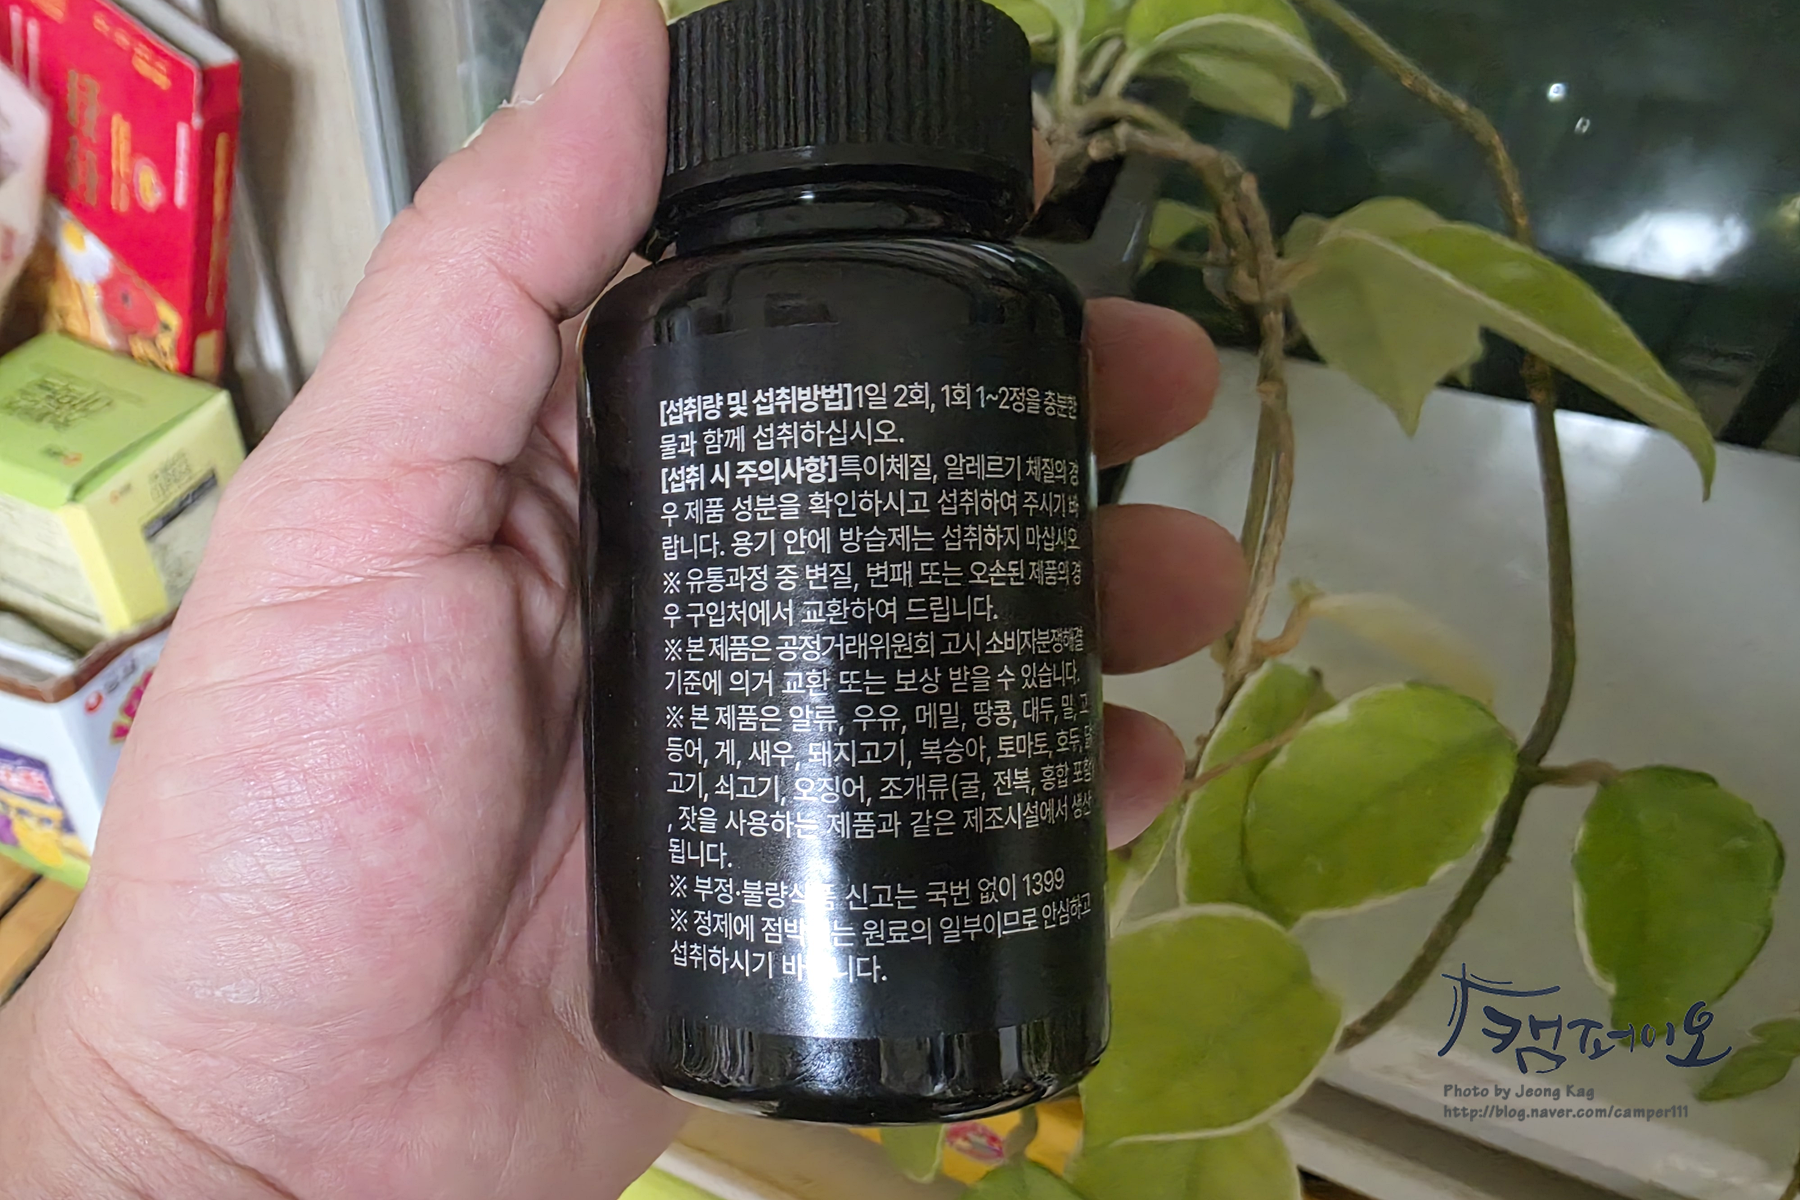 [섭취량 및 섭취방법]1일 2회, 1회 1~2정을 충분한
물과 함께 섭취하십시오.
[섭취 시 주의사항]특이체질, 알레르기 체질의 경
우 제품 성분을 확인하시고 섭취하여 주시기 바
랍니다. 용기 안에 방습제는 섭취하지 마십시오
※ 유통과정 중 변질, 변패 또는 오손된 제품의 경
우 구입처에서 교환하여 드립니다.
※ 본 제품은 공정거래위원회 고시 소비자분쟁해결
기준에 의거 교환 또는 보상 받을 수 있습니다.
※ 본 제품은 알류, 우유, 메밀, 땅콩, 대두, 밀, 고
등어, 게, 새우, 돼지고기, 복숭아, 토마토, 호두, 닭
고기, 쇠고기, 오징어, 조개류(굴, 전복, 홍합 포함)
, 잣을 사용하는 제품과 같은 제조시설에서 생산
됩니다.
※ 부정·불량식품 신고는 국번 없이 1399
※ 정제에 점박이는 원료의 일부이므로 안심하고
섭취하시기 바랍니다.
캠퍼이오
Photo by Jeong Kag
http://blog.naver.com/camper111